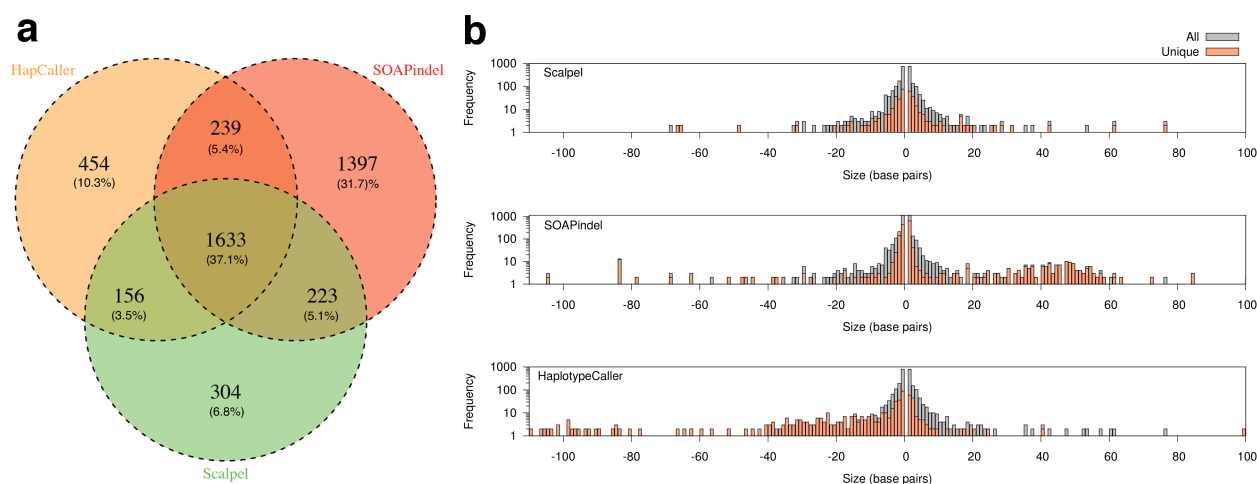 a
HapCaller
SOAPindel
239
(5.4%)
454
(10.3%)
1397
(31.7)%
1633
(37.1%)
156
(3.5%)
223
(5.1%)
304
(6.8%)
Scalpel
b
All
Unique
Scalpel
Frequency
1000
100
10
1
-100 -80 -60 -40 -20 0 20 40 60 80 100
Size (base pairs)
SOAPindel
Frequency
1000
100
10
1
-100 -80 -60 -40 -20 0 20 40 60 80 100
Size (base pairs)
HaplotypeCaller
Frequency
1000
100
10
1
-100 -80 -60 -40 -20 0 20 40 60 80 100
Size (base pairs)